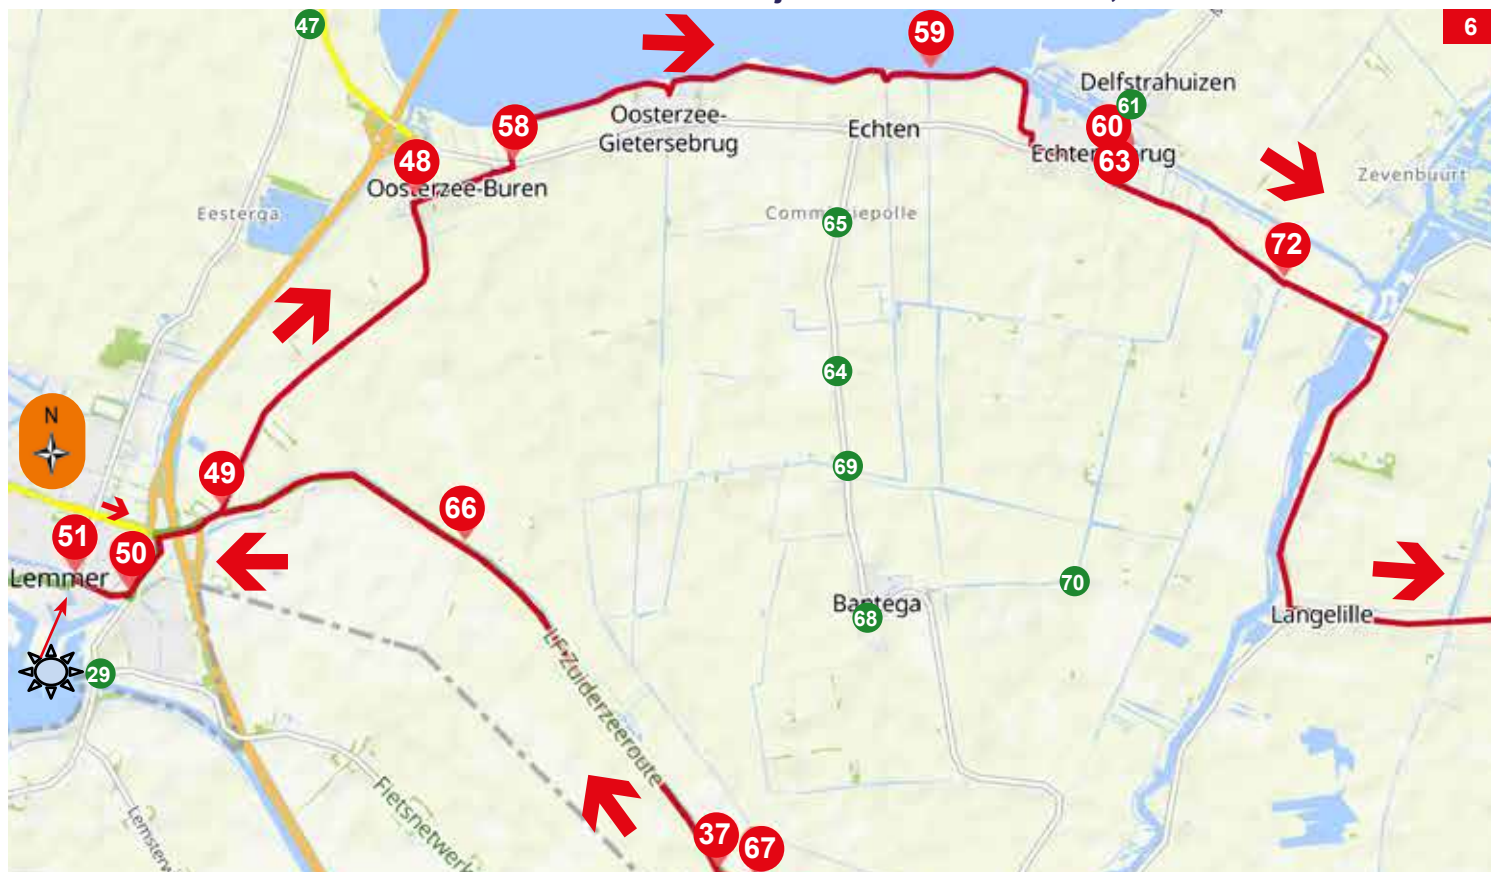 47
59
6
Delfstrahuizen
61
58
Oosterzee-
Gietersebrug
Echten
60
48
63
Zevenbuurt
Oosterzee-Buren
Eesterga
65
72
64
N
49
69
66
51
50
Lemmer
70
Bantega
68
Langelille
29
LF-Zuiderzeeroute
Fietsnetwerk
37
67